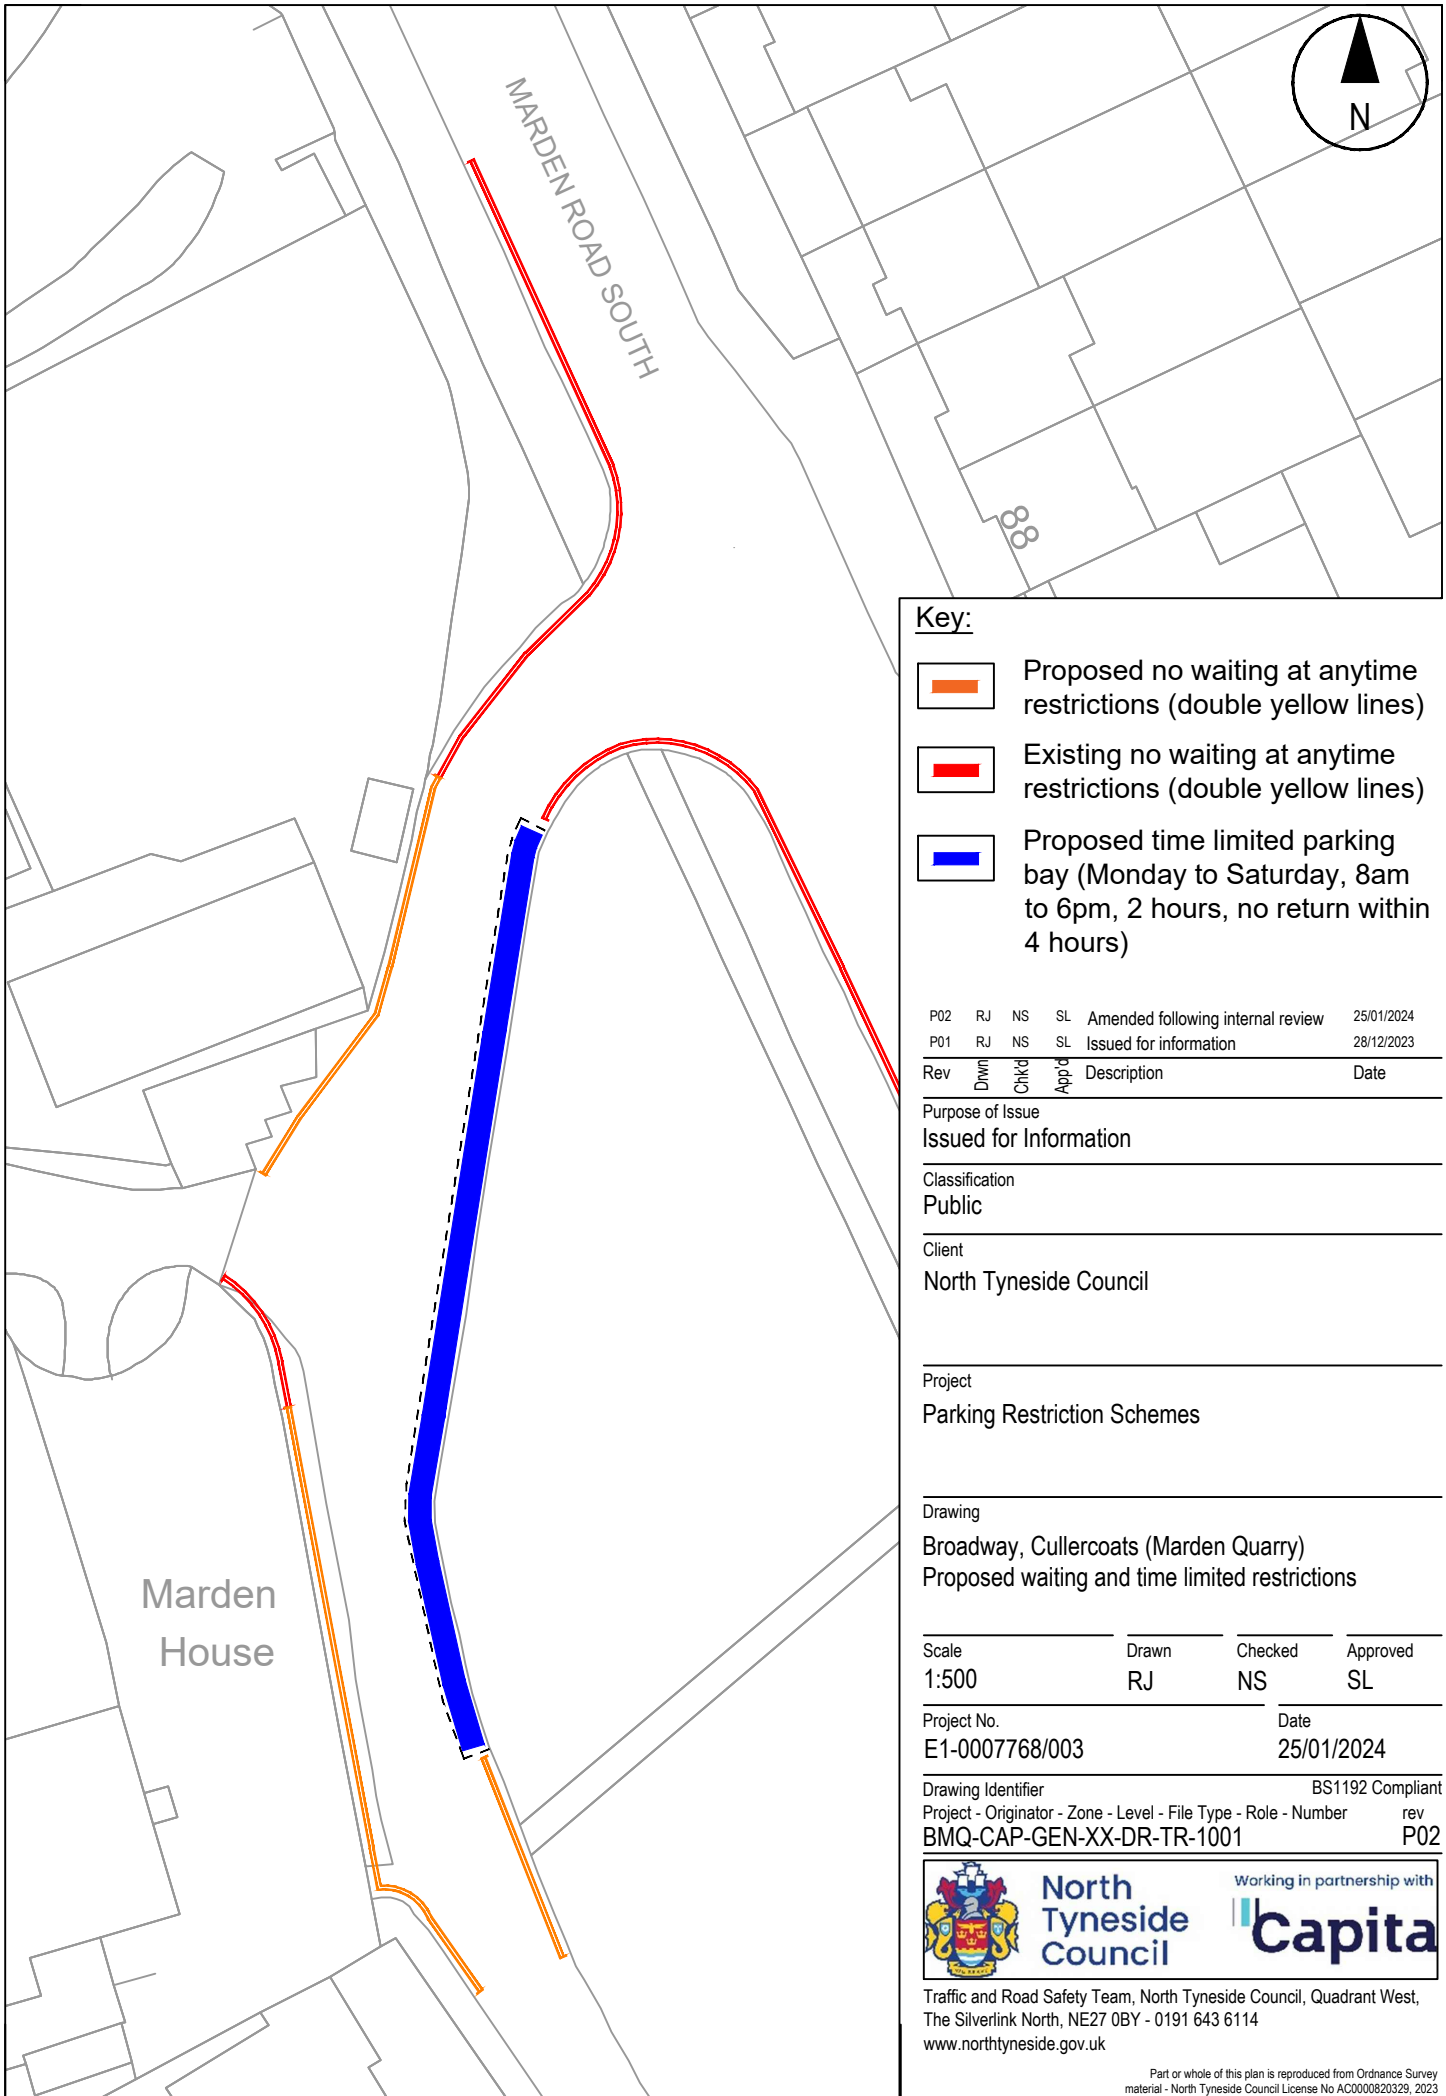 N
MARDEN ROAD SOUTH
88
Marden
House
Key:
Proposed no waiting at anytime
restrictions (double yellow lines)
Existing no waiting at anytime
restrictions (double yellow lines)
Proposed time limited parking
bay (Monday to Saturday, 8am
to 6pm, 2 hours, no return within
4 hours)
P02 RJ NS SL Amended following internal review 25/01/2024
P01 RJ NS SL Issued for information 28/12/2023
Rev Drwn Chk'd App'd Description Date
Purpose of Issue
Issued for Information
Classification
Public
Client
North Tyneside Council
Project
Parking Restriction Schemes
Drawing
Broadway, Cullercoats (Marden Quarry)
Proposed waiting and time limited restrictions
Scale Drawn Checked Approved
1:500 RJ NS SL
Project No. Date
E1-0007768/003 25/01/2024
Drawing Identifier BS1192 Compliant
Project - Originator - Zone - Level - File Type - Role - Number rev
BMQ-CAP-GEN-XX-DR-TR-1001 P02
North
Tyneside
Council
Working in partnership with
Capita
Traffic and Road Safety Team, North Tyneside Council, Quadrant West,
The Silverlink North, NE27 0BY - 0191 643 6114
www.northtyneside.gov.uk
Part or whole of this plan is reproduced from Ordnance Survey
material - North Tyneside Council License No AC0000820329, 2023